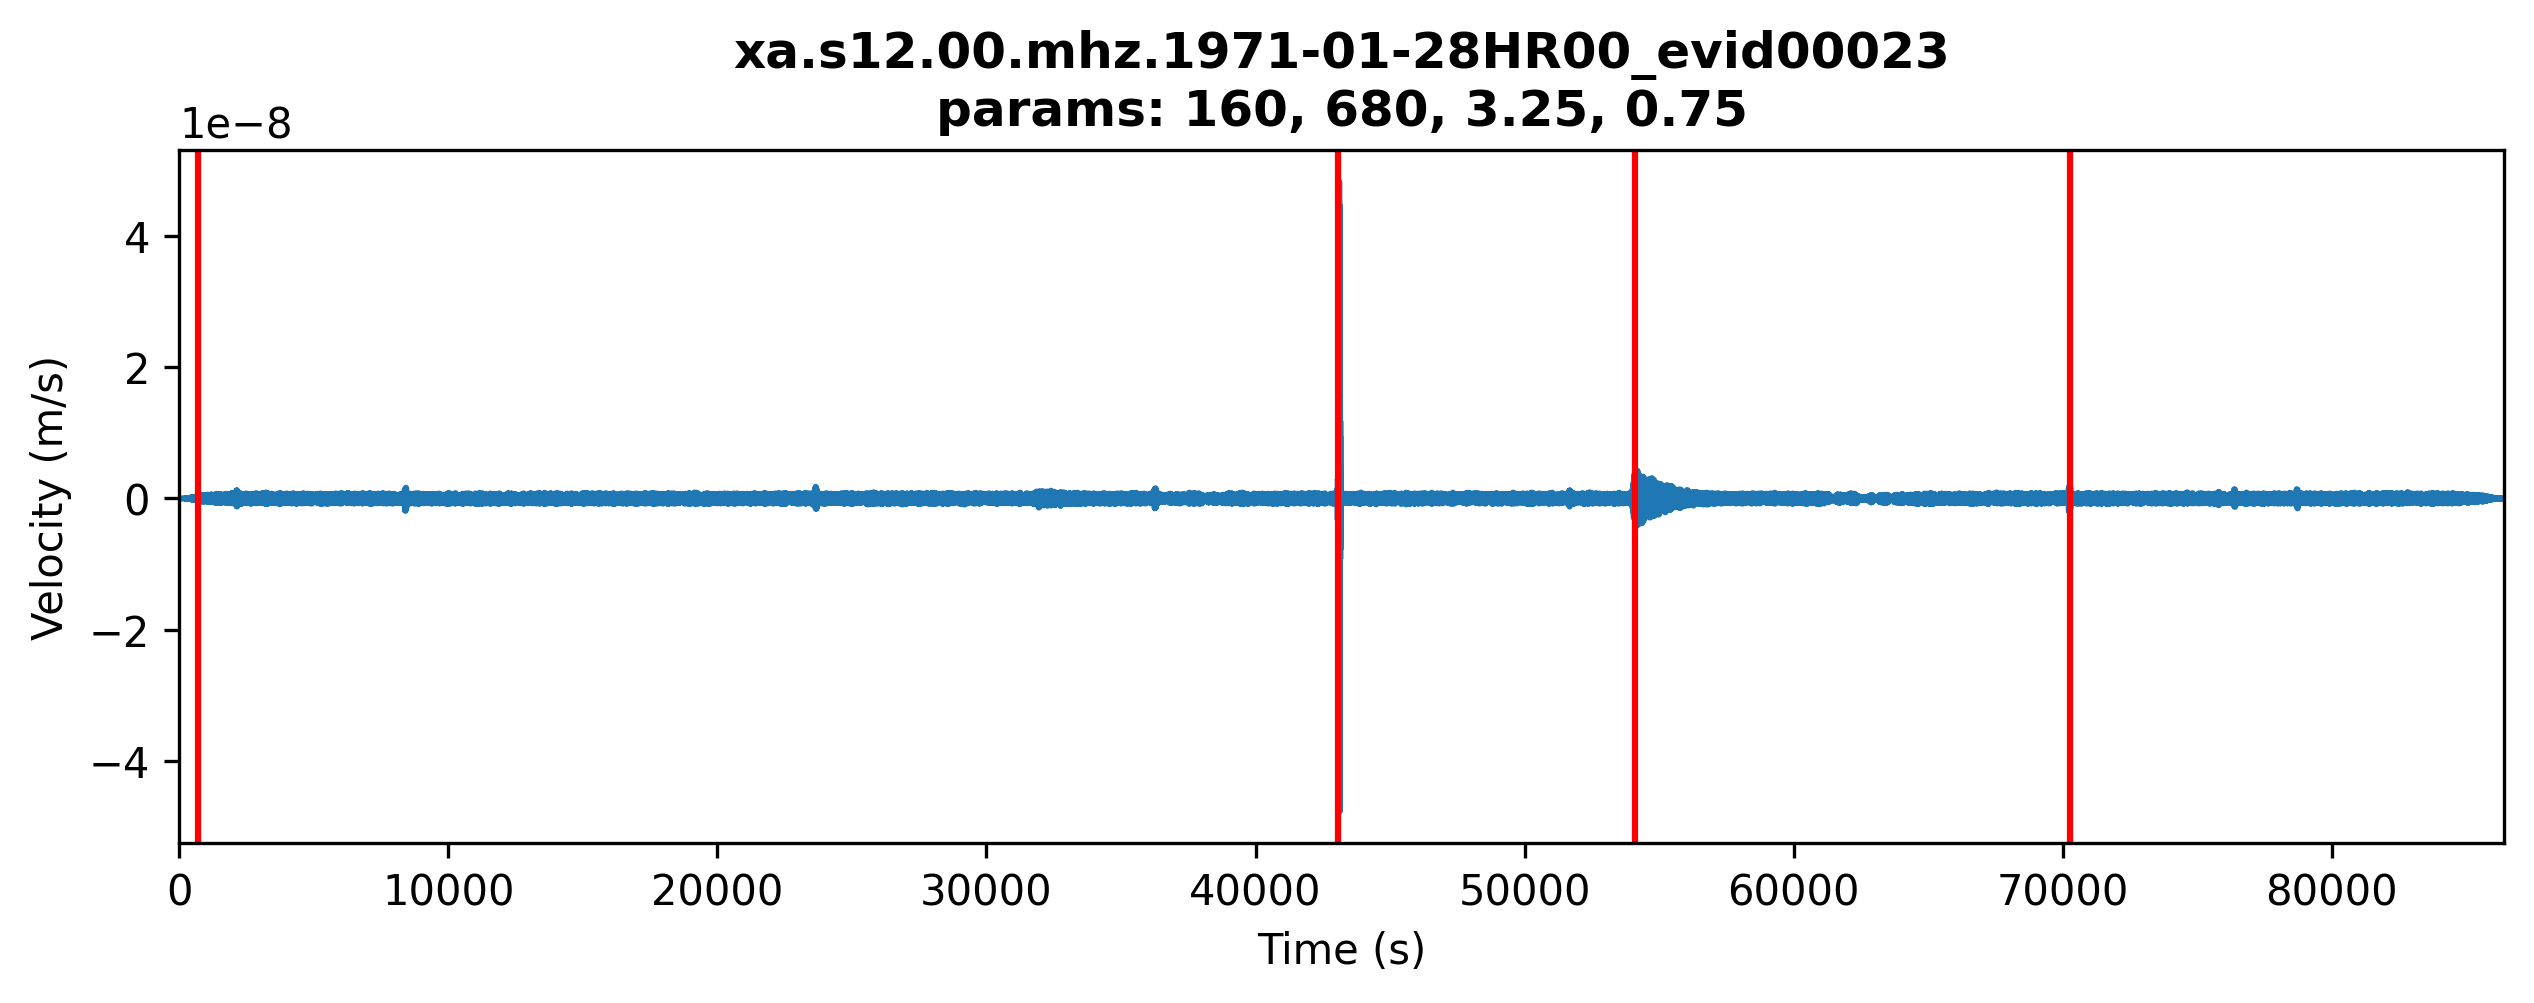 xa.s12.00.mhz.1971-01-28HR00_evid00023
params: 160, 680, 3.25, 0.75
1e−8
4
2
0
−2
−4
Velocity (m/s)
0 10000 20000 30000 40000 50000 60000 70000 80000
Time (s)